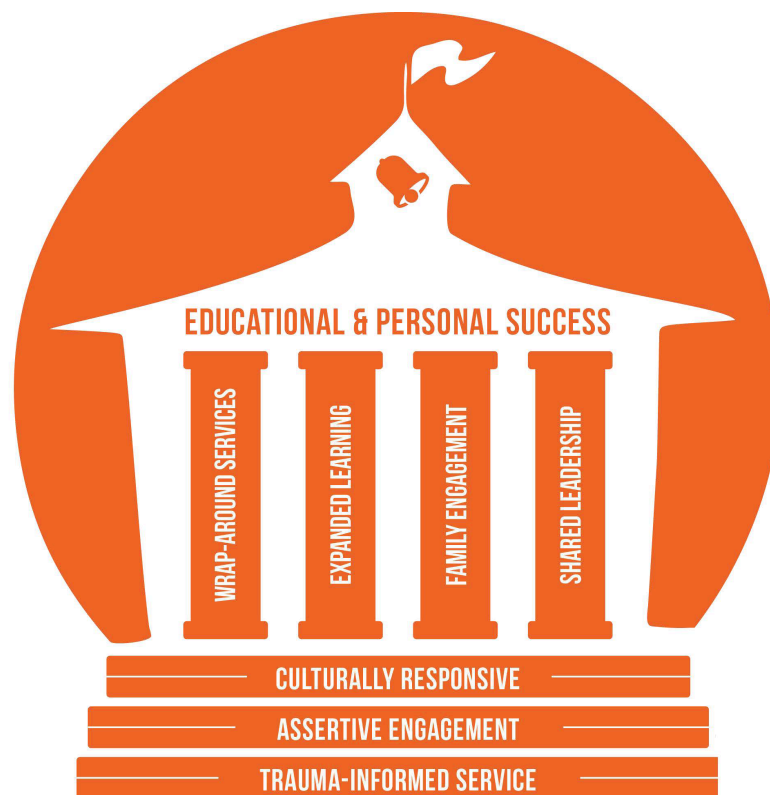 EDUCATIONAL & PERSONAL SUCCESS
WRAP-AROUND SERVICES
EXPANDED LEARNING
FAMILY ENGAGEMENT
SHARED LEADERSHIP
CULTURALLY RESPONSIVE
ASSERTIVE ENGAGEMENT
TRAUMA-INFORMED SERVICE